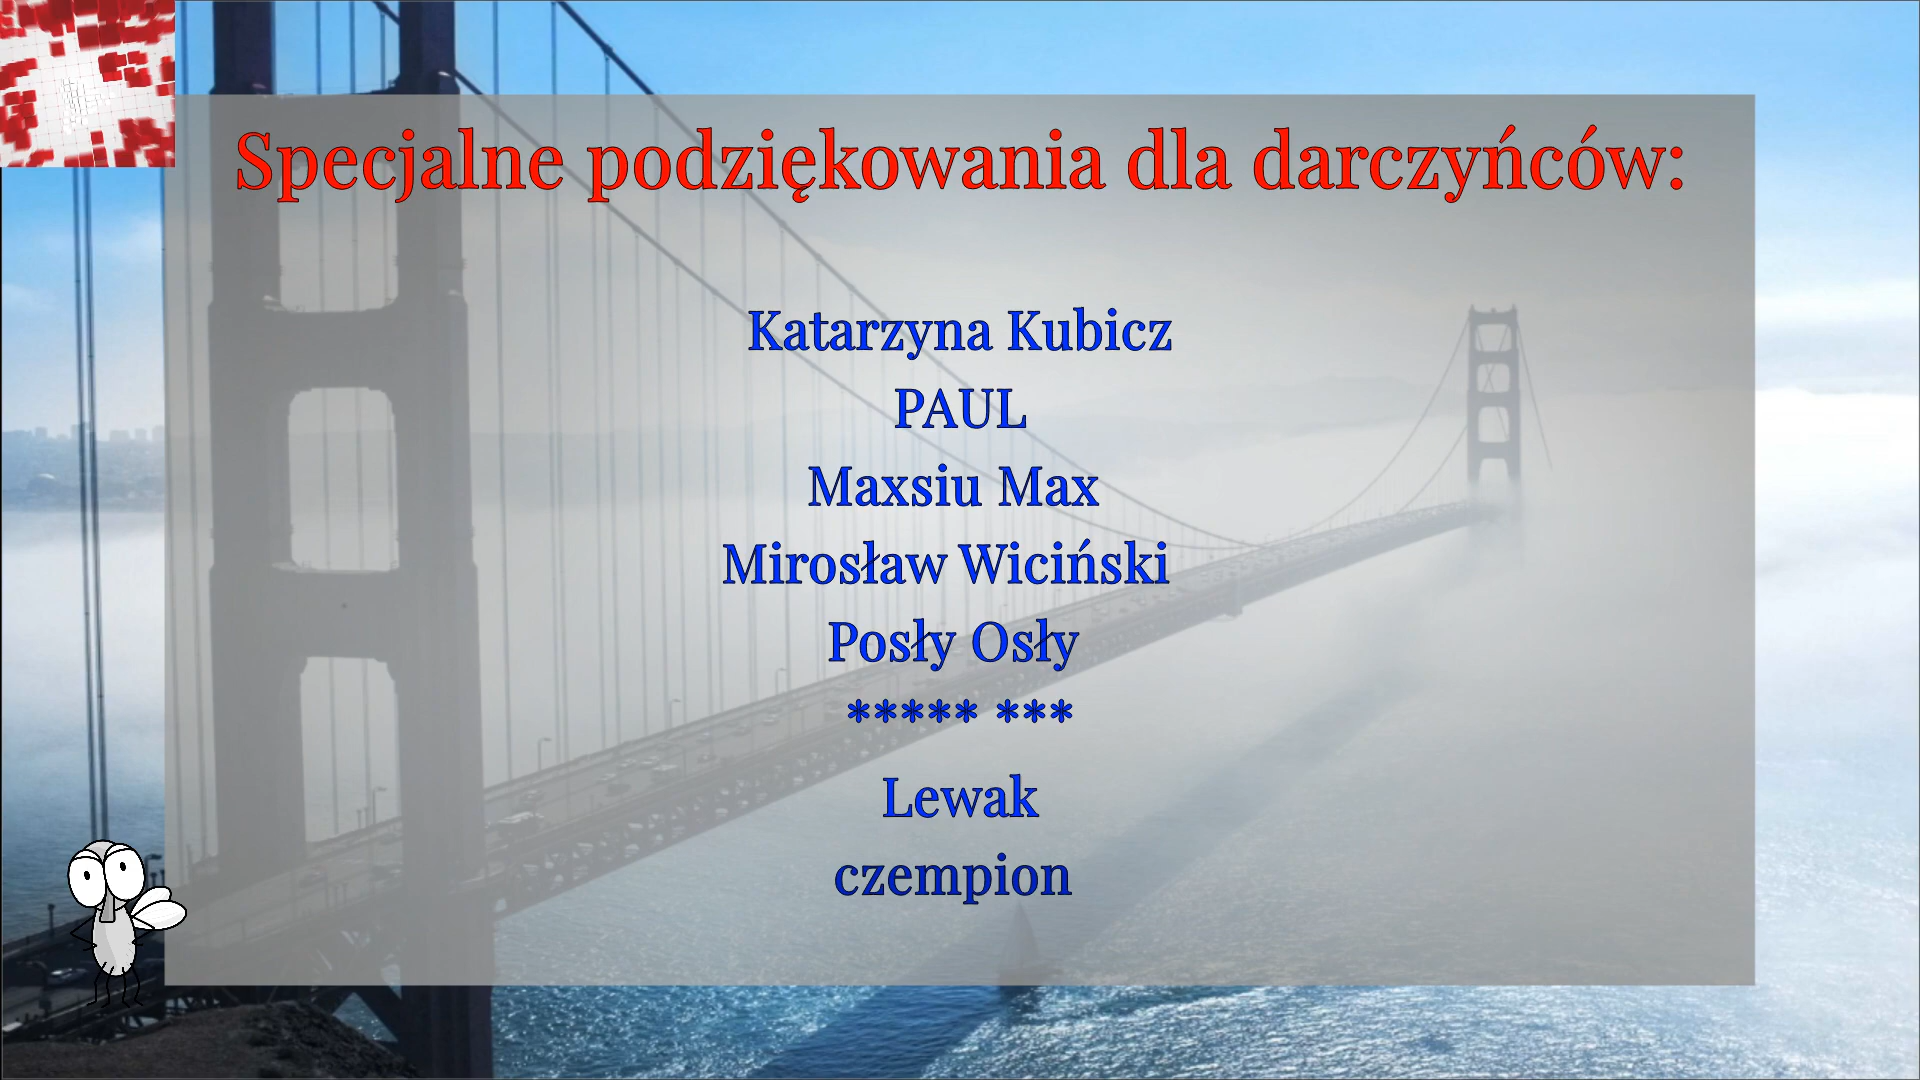 Specjalne podziękowania dla darczyńców:
Katarzyna Kubicz
PAUL
Maxsiu Max
Mirosław Wiciński
Posły Osły
***** ***
Lewak
czempion